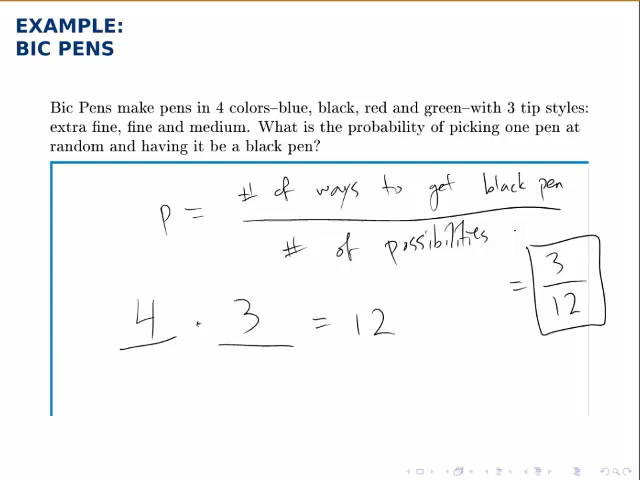 EXAMPLE:
BIC PENS
Bic Pens make pens in 4 colors–blue, black, red and green–with 3 tip styles:
extra fine, fine and medium. What is the probability of picking one pen at
random and having it be a black pen?
P = # of ways to get black pen
# of possibilities
= 3
12
4 · 3 = 12